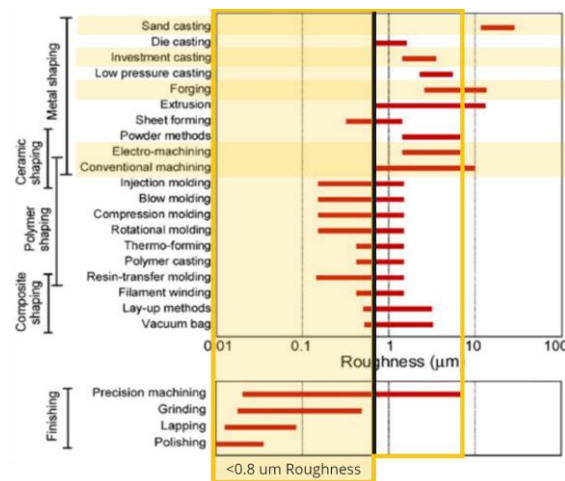 Metal shaping
Ceramic shaping
Polymer shaping
Composite shaping
Sand casting
Die casting
Investment casting
Low pressure casting
Forging
Extrusion
Sheet forming
Powder methods
Electro-machining
Conventional machining
Injection molding
Blow molding
Compression molding
Rotational molding
Thermo-forming
Polymer casting
Resin-transfer molding
Filament winding
Lay-up methods
Vacuum bag
0.01 0.1 1 10 100
Roughness (μm)
Finishing
Precision machining
Grinding
Lapping
Polishing
<0.8 um Roughness